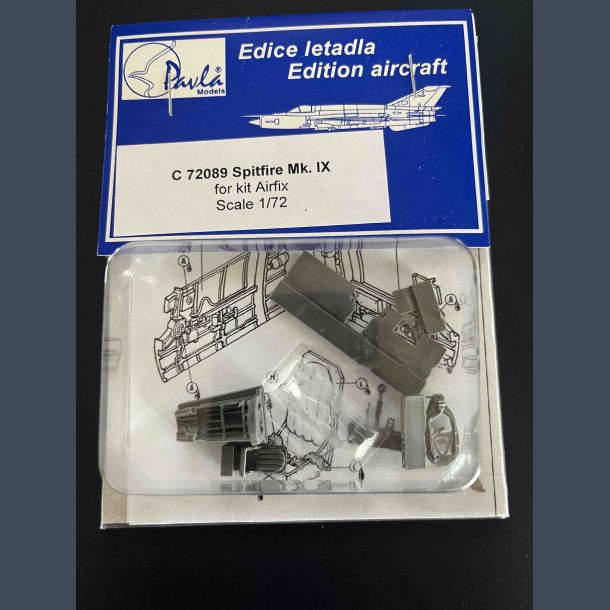 Edice letadla
Edition aircraft
Pavla®
Models
C 72089 Spitfire Mk. IX
for kit Airfix
Scale 1/72
A
A
A
A
H
L